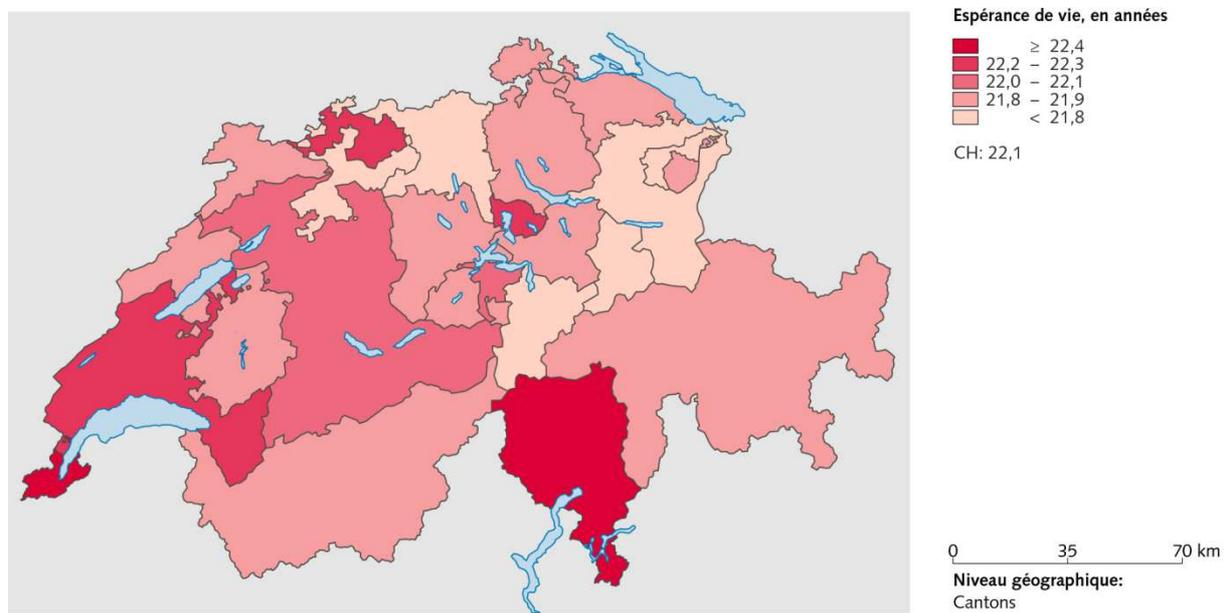 Espérance de vie, en années
≥ 22,4
22,2 – 22,3
22,0 – 22,1
21,8 – 21,9
< 21,8
CH: 22,1
0 35 70 km
Niveau géographique:
Cantons